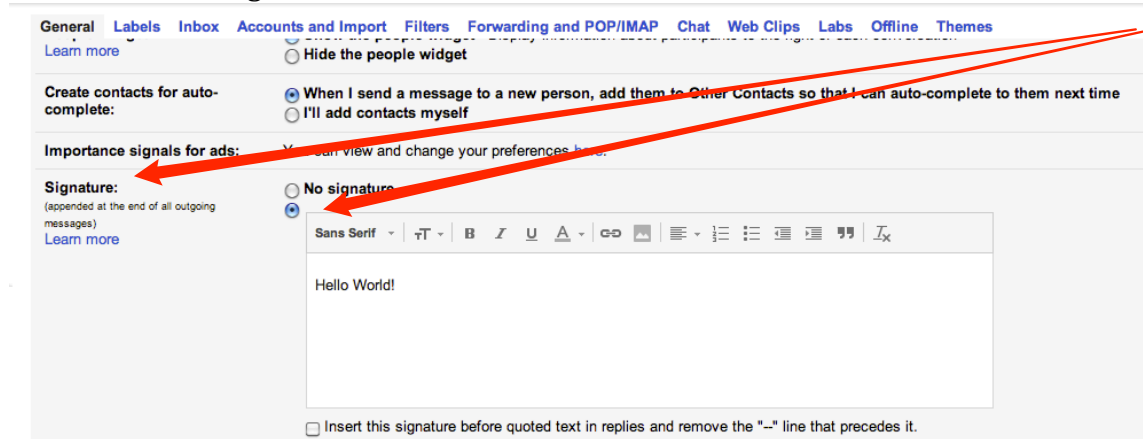 General Labels Inbox Accounts and Import Filters Forwarding and POP/IMAP Chat Web Clips Labs Offline Themes
Learn more
Hide the people widget
Create contacts for auto-complete:
When I send a message to a new person, add them to Other Contacts so that I can auto-complete to them next time
I'll add contacts myself
Importance signals for ads:
You can view and change your preferences here.
Signature:
(appended at the end of all outgoing
messages)
Learn more
No signature
Sans Serif TT B I U A Tx
Hello World!
Insert this signature before quoted text in replies and remove the "--" line that precedes it.